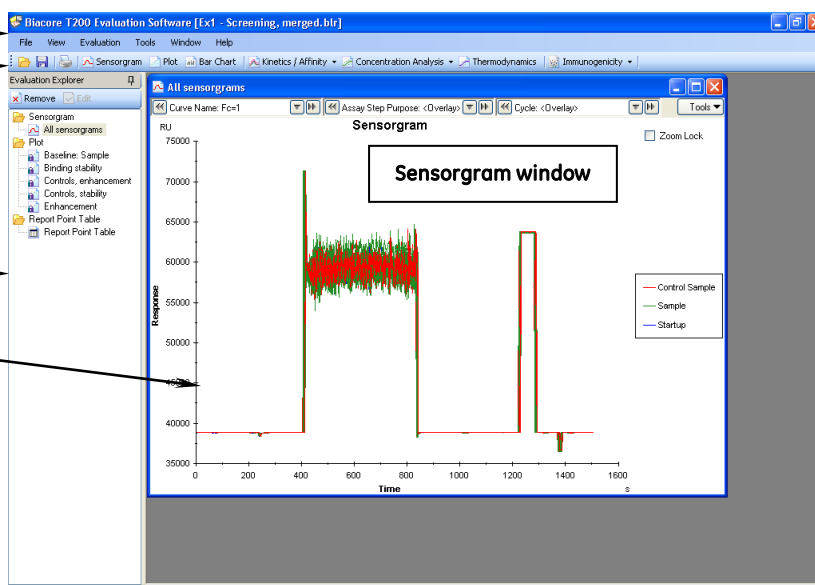 Biacore T200 Evaluation Software [Ex1 - Screening, merged.blr]
File View Evaluation Tools Window Help
Sensorgram Plot Bar Chart Kinetics / Affinity Concentration Analysis Thermodynamics Immunogenicity
Evaluation Explorer
Remove Edit
Sensorgram
All sensorgrams
Plot
Baseline: Sample
Binding stability
Controls, enhancement
Controls, stability
Enhancement
Report Point Table
Report Point Table
All sensorgrams
Curve Name: Fc=1 Assay Step Purpose: <Overlay> Cycle: <Overlay> Tools
RU
Sensorgram
Zoom Lock
Sensorgram window
75000
70000
65000
60000
55000
50000
45000
40000
35000
Response
Control Sample
Sample
Startup
0 200 400 600 800 1000 1200 1400 1600
Time
s